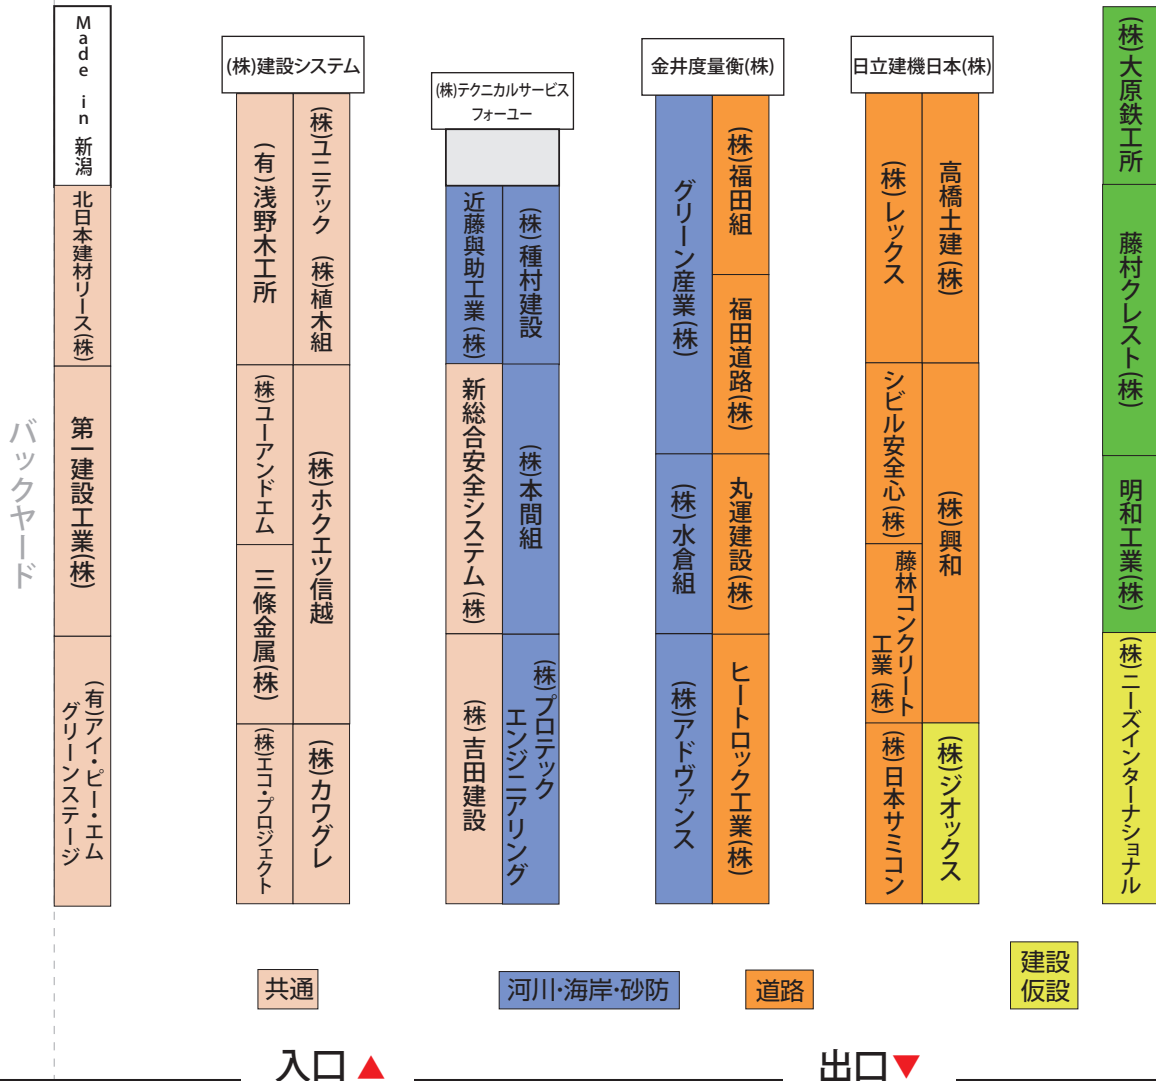 Made in 新潟
北日本建材リース(株)
第一建設工業(株)
(有)アイ・ピー・エム
グリーンステージ
バックヤード
(株)建設システム
(有)浅野木工所
(株)ユーアンドエム
三條金属(株)
(株)エコ・プロジェクト
(株)ユニテック
(株)植木組
(株)ホクエツ信越
(株)カワグレ
(株)テクニカルサービス
フォーユー
近藤與助工業(株)
新総合安全システム(株)
(株)吉田建設
(株)種村建設
(株)本間組
(株)プロテック
エンジニアリング
金井度量衡(株)
グリーン産業(株)
(株)水倉組
(株)アドヴァンス
(株)福田組
福田道路(株)
丸運建設(株)
ヒートロック工業(株)
日立建機日本(株)
(株)レックス
シビル安全心(株)
藤林コンクリート
工業(株)
(株)日本サミコン
高橋土建(株)
(株)興和
(株)ジオックス
(株)大原鉄工所
藤村クレスト(株)
明和工業(株)
(株)ニーズインターナショナル
共通
河川・海岸・砂防
道路
建設
仮設
入口▲
出口▼